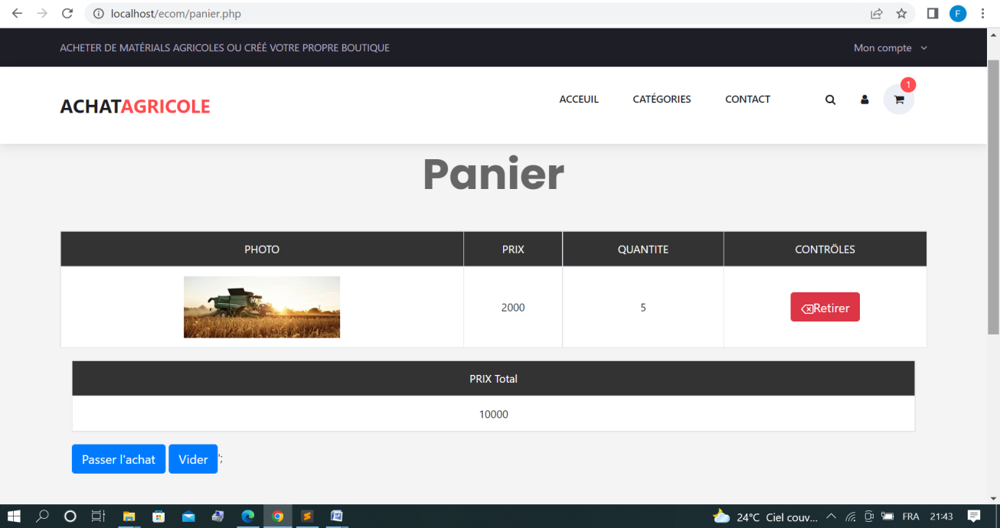 localhost/ecom/panier.php
F
ACHETER DE MATÉRIALS AGRICOLES OU CRÉÉ VOTRE PROPRE BOUTIQUE
Mon compte
ACHATAGRICOLE
ACCEUIL
CATÉGORIES
CONTACT
1
Panier
PHOTO
PRIX
QUANTITE
CONTRÖLES
2000
5
Retirer
PRIX Total
10000
Passer l'achat
Vider
';
24°C Ciel couv...
FRA
21:43